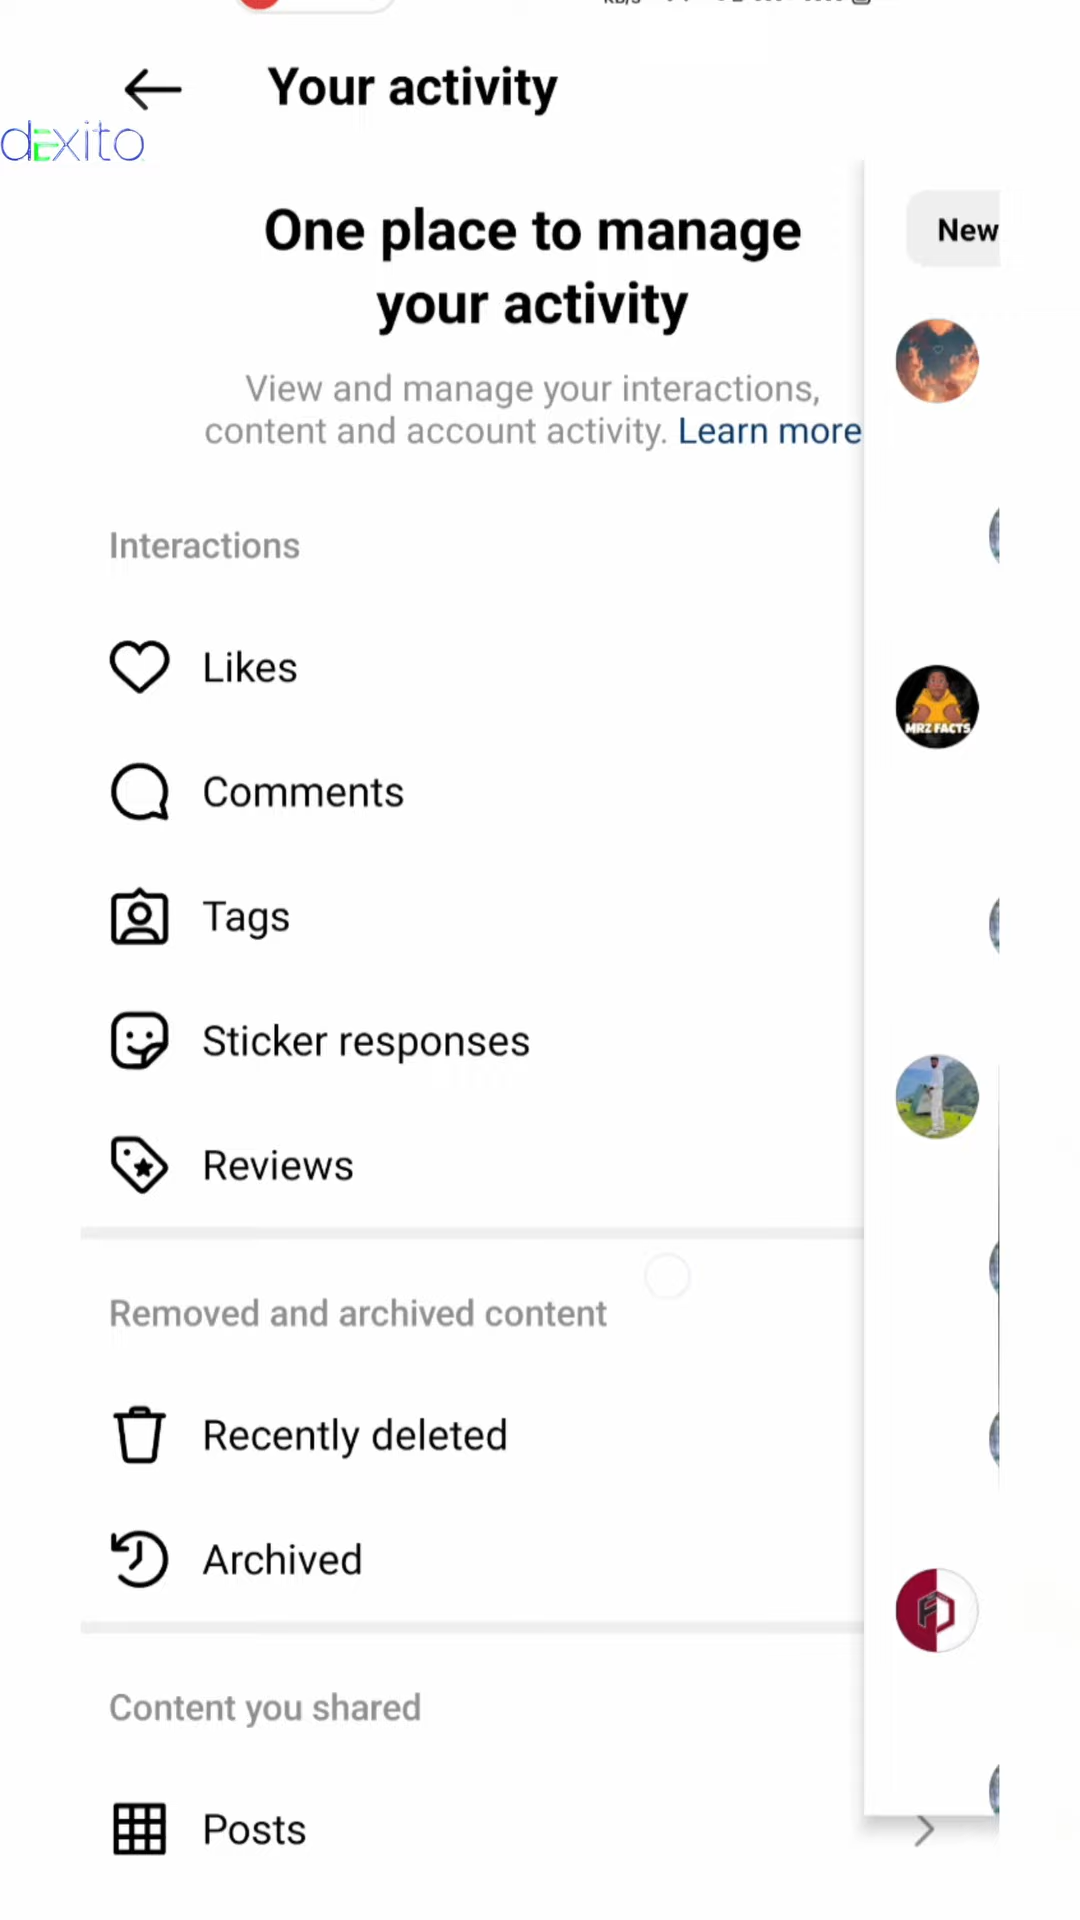 Your activity
dExito
One place to manage
your activity
View and manage your interactions,
content and account activity. Learn more
New
Interactions
Likes
MRZ FACTS
Comments
Tags
Sticker responses
Reviews
Removed and archived content
Recently deleted
Archived
Content you shared
Posts